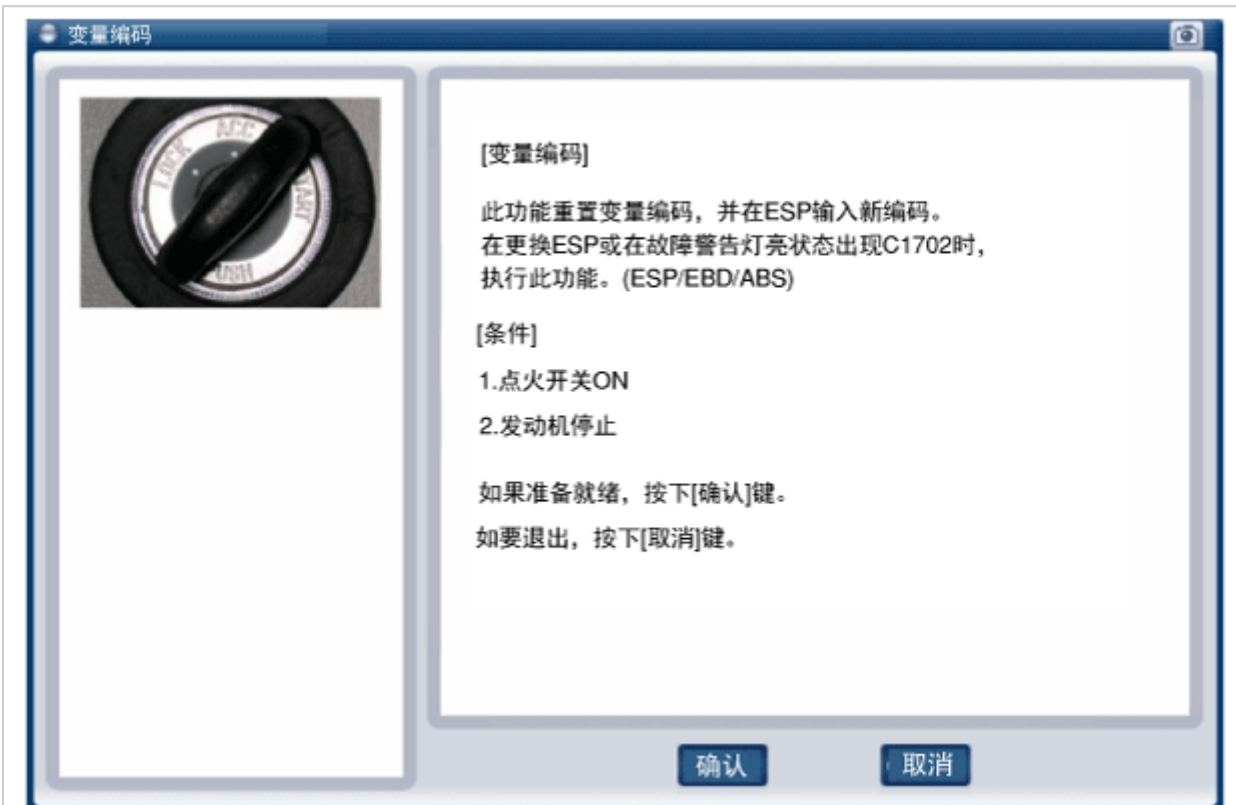 变量编码
LOCK
ACC
START
PUSH
[变量编码]
此功能重置变量编码，并在ESP输入新编码。
在更换ESP或在故障警告灯亮状态出现C1702时，
执行此功能。(ESP/EBD/ABS)
[条件]
1.点火开关ON
2.发动机停止
如果准备就绪，按下[确认]键。
如要退出，按下[取消]键。
确认
取消